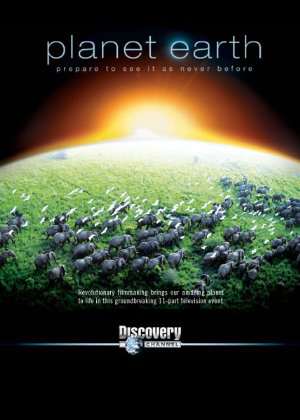 planet earth
prepare to see it as never before
Revolutionary filmmaking brings our amazing planet
to life in this groundbreaking 11-part television event
Discovery
CHANNEL